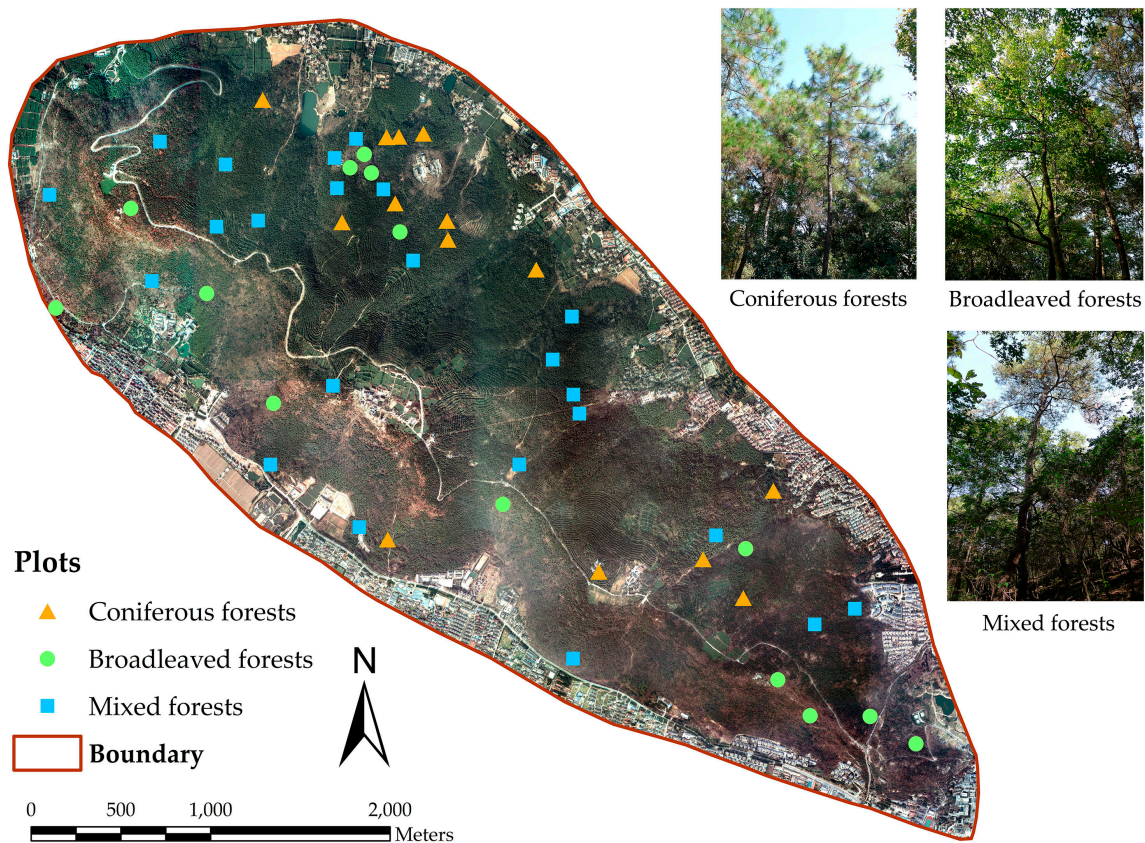 Coniferous forests
Broadleaved forests
Mixed forests
Plots
Coniferous forests
Broadleaved forests
Mixed forests
Boundary
N
0 500 1,000 2,000
Meters